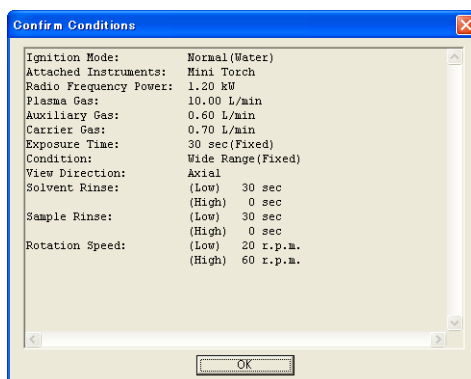 Confirm Conditions
Ignition Mode: Normal(Water)
Attached Instruments: Mini Torch
Radio Frequency Power: 1.20 kW
Plasma Gas: 10.00 L/min
Auxiliary Gas: 0.60 L/min
Carrier Gas: 0.70 L/min
Exposure Time: 30 sec(Fixed)
Condition: Wide Range(Fixed)
View Direction: Axial
Solvent Rinse: (Low) 30 sec
(High) 0 sec
Sample Rinse: (Low) 30 sec
(High) 0 sec
Rotation Speed: (Low) 20 r.p.m.
(High) 60 r.p.m.
OK